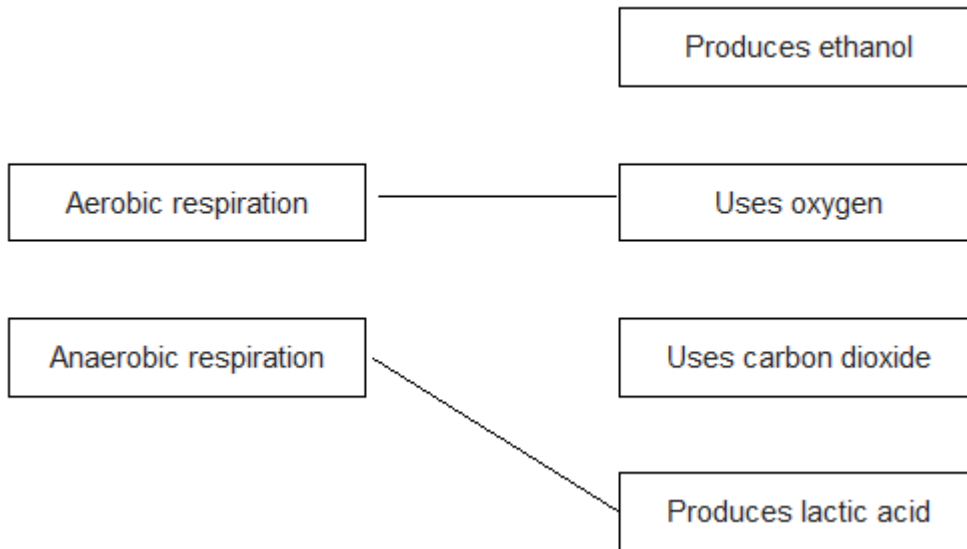 Produces ethanol
Aerobic respiration
Uses oxygen
Anaerobic respiration
Uses carbon dioxide
Produces lactic acid